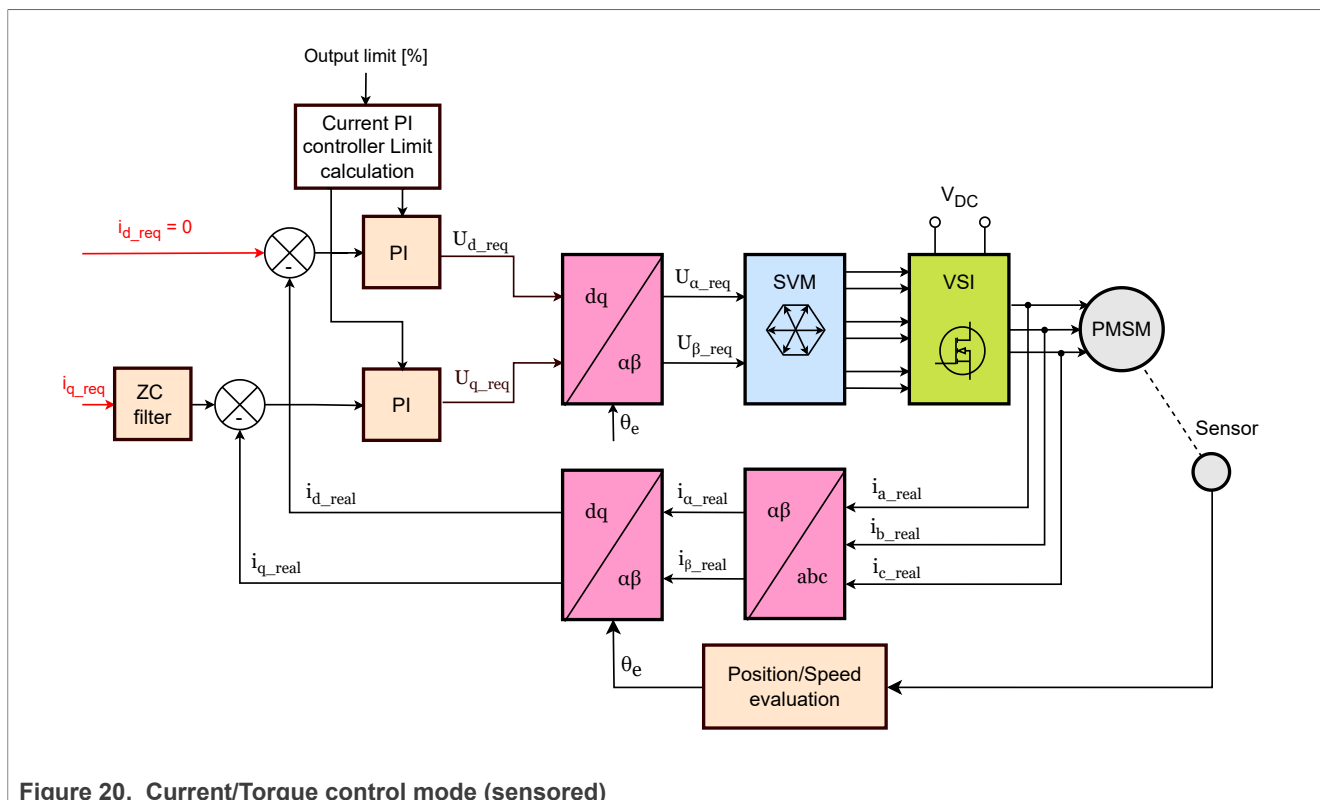 Output limit [%]
Current PI
controller Limit
calculation
V_DC
i_d_req = 0
PI
U_d_req
dq
αβ
U_α_req
U_β_req
SVM
VSI
PMSM
i_q_req
ZC
filter
PI
U_q_req
θ_e
Sensor
i_d_real
i_q_real
dq
αβ
i_α_real
i_β_real
αβ
abc
i_a_real
i_b_real
i_c_real
θ_e
Position/Speed
evaluation
-
-
Figure 20. Current/Torque control mode (sensored)